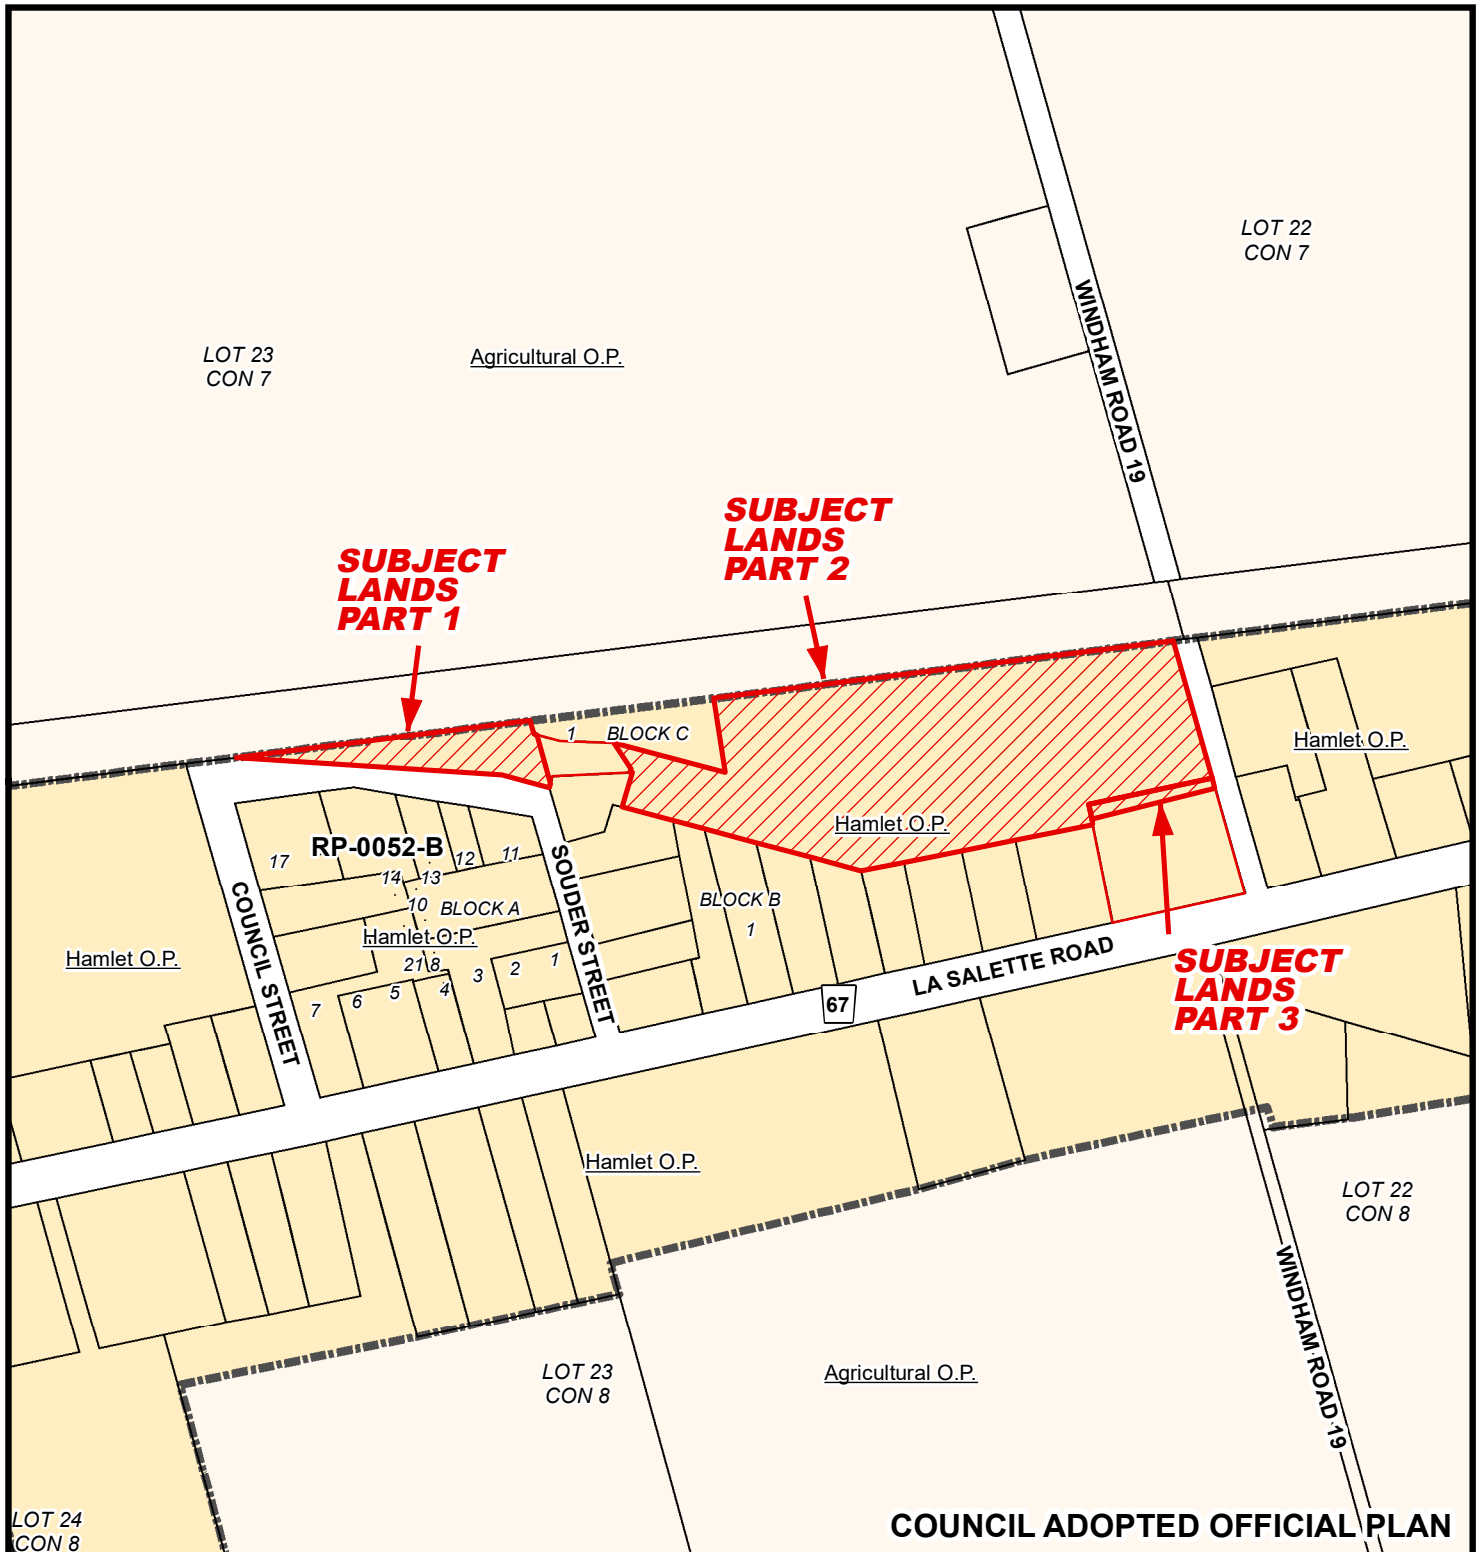 LOT 22
CON 7
WINDHAM ROAD 19
LOT 23
CON 7
Agricultural O.P.
SUBJECT
LANDS
PART 2
SUBJECT
LANDS
PART 1
1 BLOCK C
Hamlet O.P.
Hamlet O.P.
RP-0052-B
17
12
11
14
13
10
BLOCK A
BLOCK B
1
COUNCIL STREET
SOUDER STREET
Hamlet O.P.
Hamlet O.P.
21 8
3
2
1
7
6
5
4
67
LA SALETTE ROAD
SUBJECT
LANDS
PART 3
Hamlet O.P.
LOT 22
CON 8
WINDHAM ROAD 19
LOT 23
CON 8
Agricultural O.P.
LOT 24
CON 8
COUNCIL ADOPTED OFFICIAL PLAN